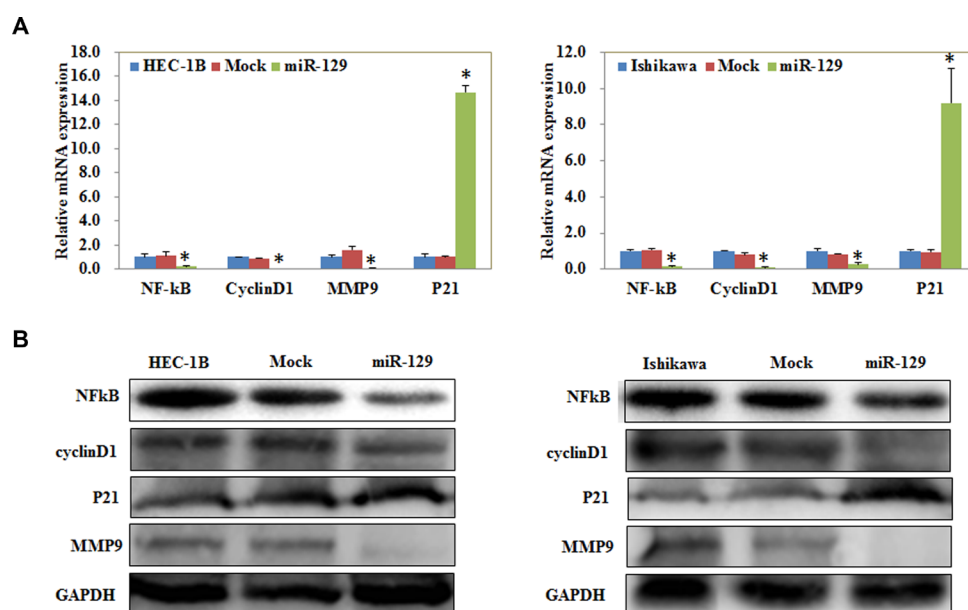 A
Relative mRNA expression
18.0
16.0
14.0
12.0
10.0
8.0
6.0
4.0
2.0
0.0
HEC-1B Mock miR-129
* * * *
NF-kB CyclinD1 MMP9 P21
Relative mRNA expression
12.0
10.0
8.0
6.0
4.0
2.0
0.0
Ishikawa Mock miR-129
* * * *
NF-kB CyclinD1 MMP9 P21
B
HEC-1B Mock miR-129
NFkB
cyclinD1
P21
MMP9
GAPDH
Ishikawa Mock miR-129
NFkB
cyclinD1
P21
MMP9
GAPDH